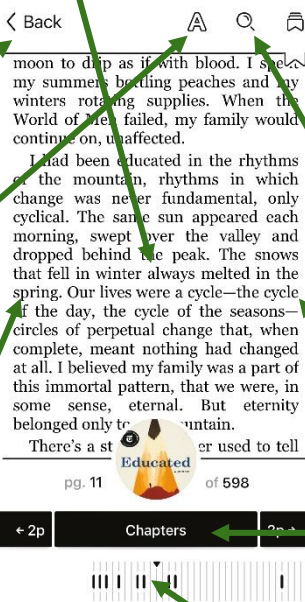 Back A
moon to drip as if with blood. I spent
my summers bottling peaches and my
winters rotating supplies. When the
World of Men failed, my family would
continue on, unaffected.
I had been educated in the rhythms
of the mountain, rhythms in which
change was never fundamental, only
cyclical. The same sun appeared each
morning, swept over the valley and
dropped behind the peak. The snows
that fell in winter always melted in the
spring. Our lives were a cycle—the cycle
of the day, the cycle of the seasons—
circles of perpetual change that, when
complete, meant nothing had changed
at all. I believed my family was a part of
this immortal pattern, that we were, in
some sense, eternal. But eternity
belonged only to mountain.
There's a er used to tell
Educated
pg. 11 of 598
2p Chapters 2p